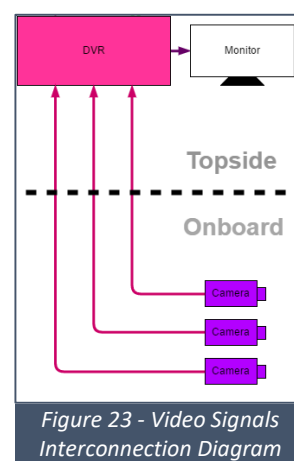 DVR
Monitor
Topside
Onboard
Camera
Camera
Camera
Figure 23 - Video Signals
Interconnection Diagram